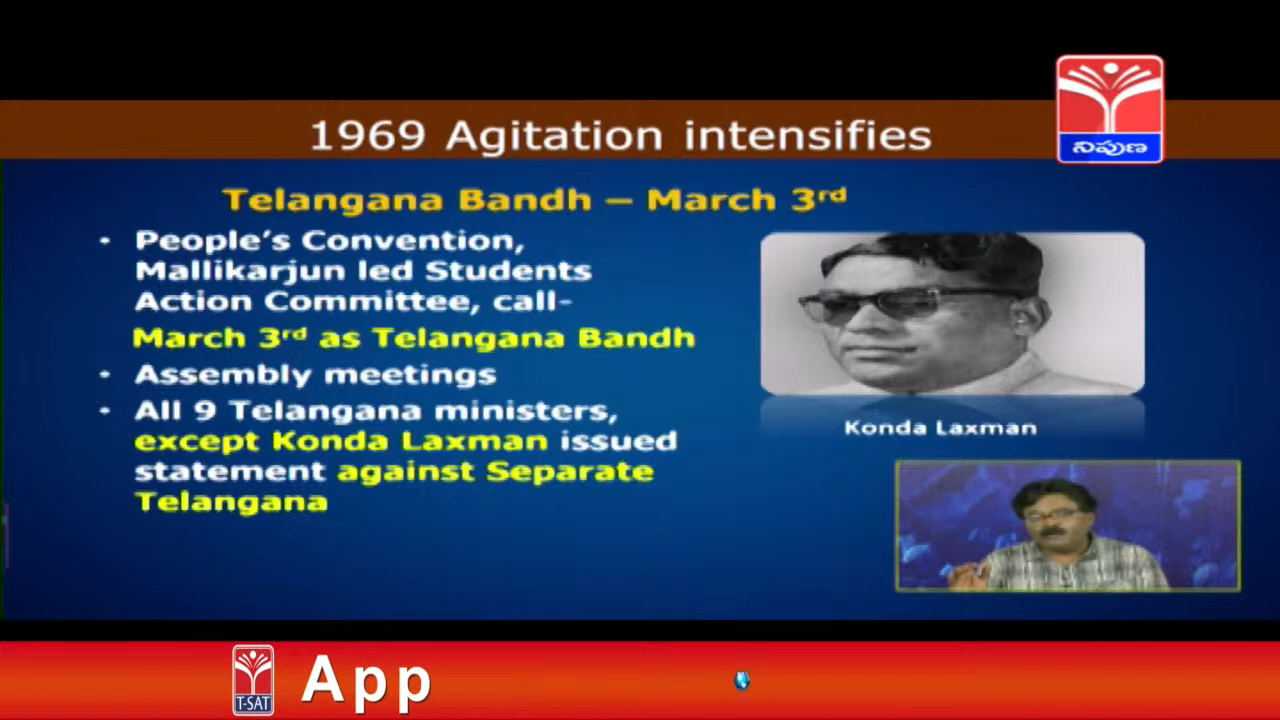 నిపుణ
1969 Agitation intensifies
Telangana Bandh – March 3rd
• People’s Convention,
Mallikarjun led Students
Action Committee, call-
March 3rd as Telangana Bandh
• Assembly meetings
• All 9 Telangana ministers,
except Konda Laxman issued
statement against Separate
Telangana
Konda Laxman
T-SAT
App